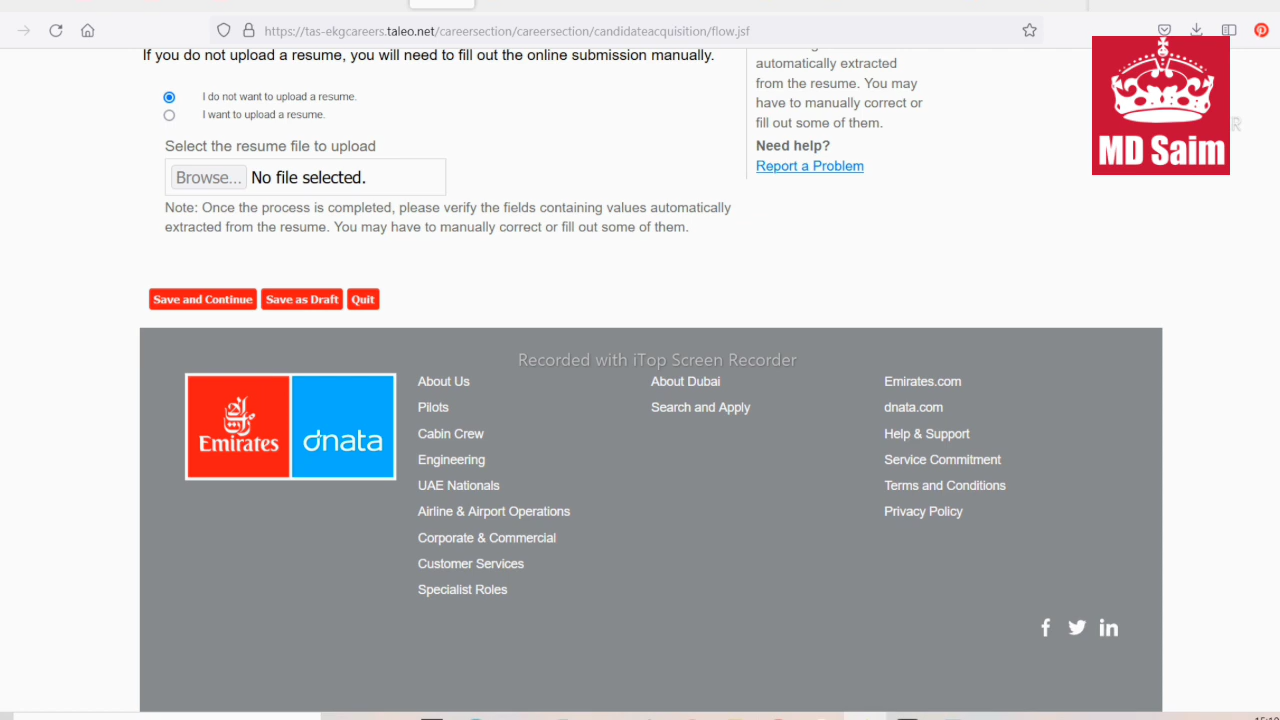 https://tas-ekgcareers.taleo.net/careersection/careersection/candidateacquisition/flow.jsf
If you do not upload a resume, you will need to fill out the online submission manually.
I do not want to upload a resume.
I want to upload a resume.
Select the resume file to upload
Browse... No file selected.
Note: Once the process is completed, please verify the fields containing values automatically
extracted from the resume. You may have to manually correct or fill out some of them.
automatically extracted
from the resume. You may
have to manually correct or
fill out some of them.
Need help?
Report a Problem
MD Saim
Save and Continue Save as Draft Quit
Recorded with iTop Screen Recorder
Emirates
dnata
About Us
Pilots
Cabin Crew
Engineering
UAE Nationals
Airline & Airport Operations
Corporate & Commercial
Customer Services
Specialist Roles
About Dubai
Search and Apply
Emirates.com
dnata.com
Help & Support
Service Commitment
Terms and Conditions
Privacy Policy